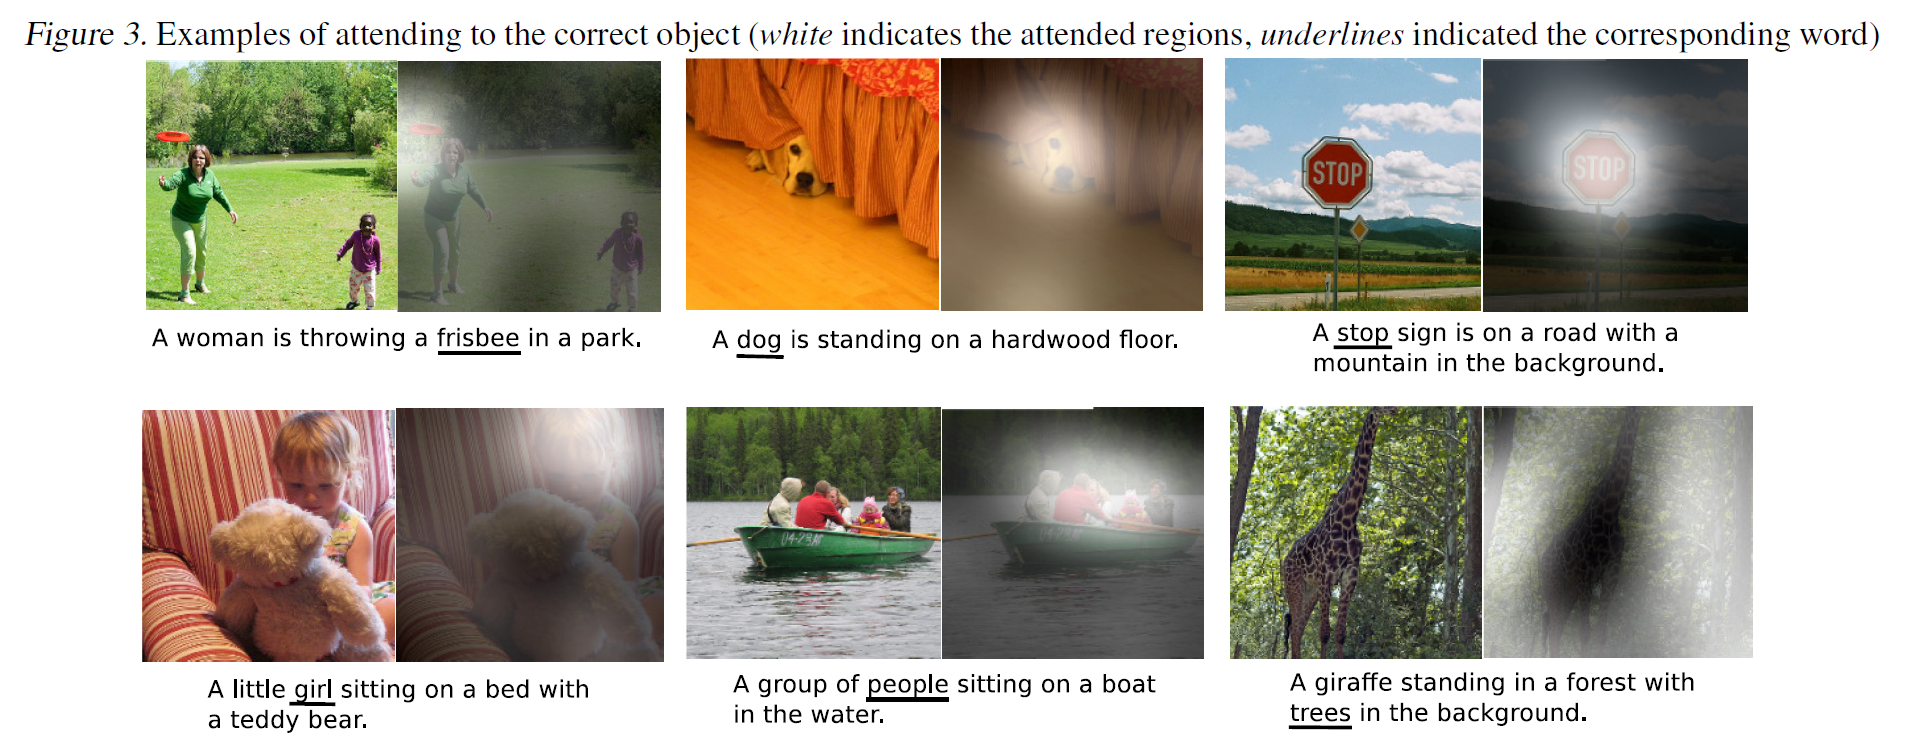 Figure 3. Examples of attending to the correct object (white indicates the attended regions, underlines indicated the corresponding word)
STOP
STOP
A woman is throwing a frisbee in a park.
A dog is standing on a hardwood floor.
A stop sign is on a road with a
mountain in the background.
A little girl sitting on a bed with
a teddy bear.
A group of people sitting on a boat
in the water.
A giraffe standing in a forest with
trees in the background.